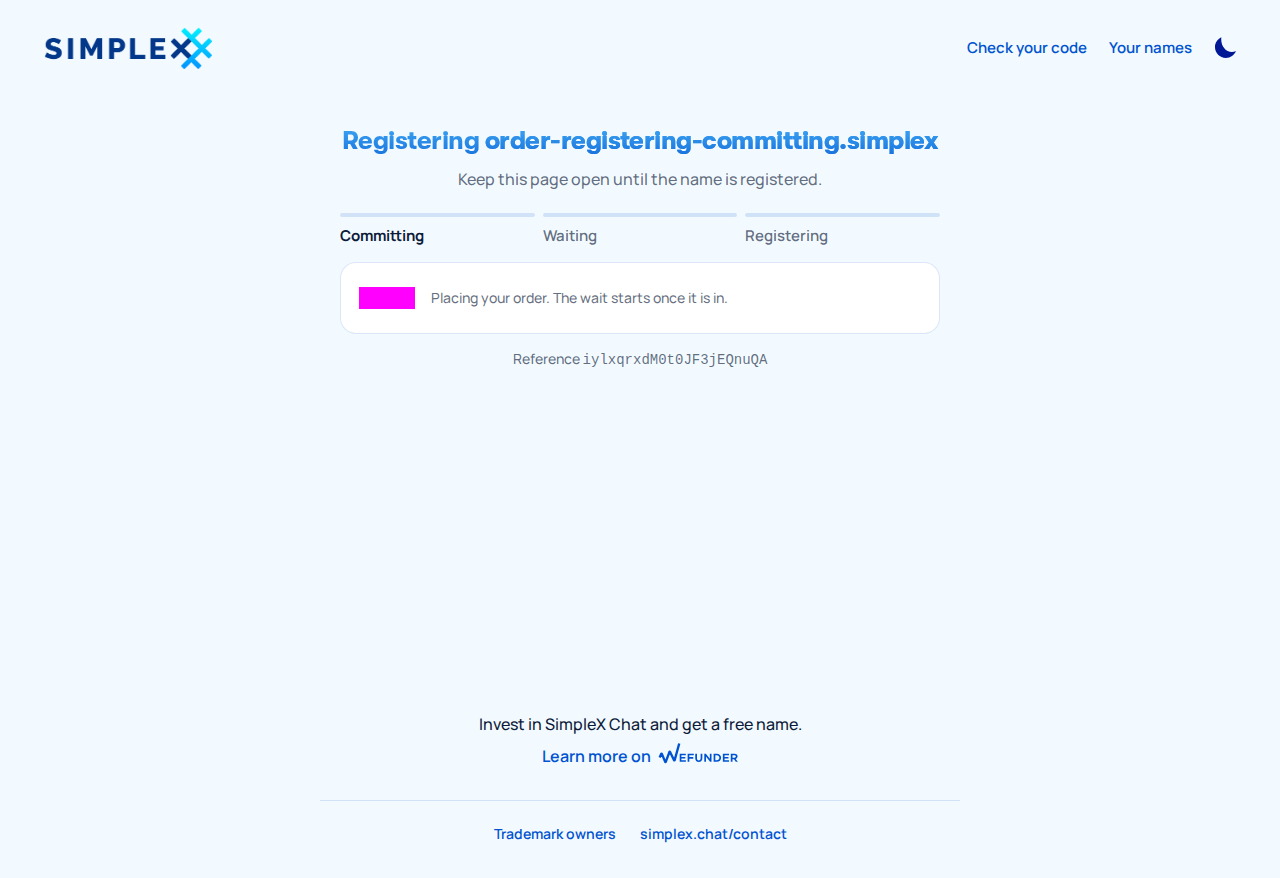 SIMPLEX
Check your code
Your names
Registering order-registering-committing.simplex
Keep this page open until the name is registered.
Committing
Waiting
Registering
Placing your order. The wait starts once it is in.
Reference iylxqrxdM0t0JF3jEQnuQA
Invest in SimpleX Chat and get a free name.
Learn more on WEFUNDER
Trademark owners
simplex.chat/contact